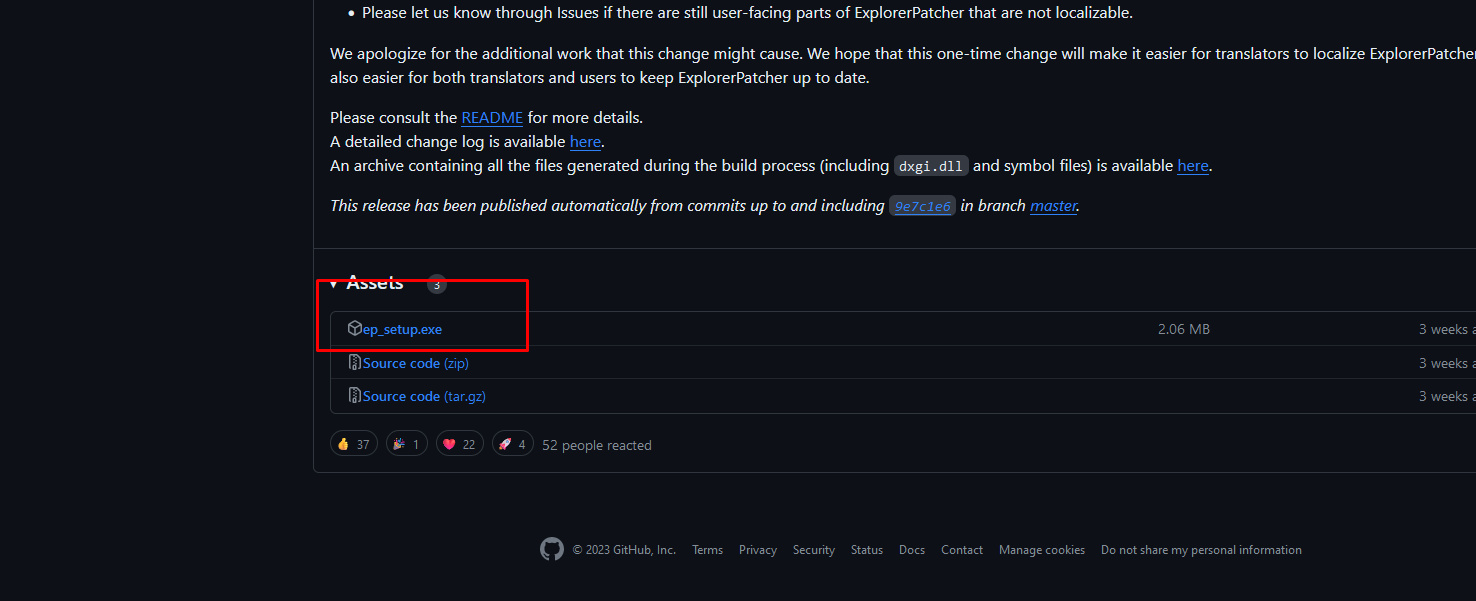 • Please let us know through Issues if there are still user-facing parts of ExplorerPatcher that are not localizable.
We apologize for the additional work that this change might cause. We hope that this one-time change will make it easier for translators to localize ExplorerPatcher
also easier for both translators and users to keep ExplorerPatcher up to date.
Please consult the README for more details.
A detailed change log is available here.
An archive containing all the files generated during the build process (including dxgi.dll and symbol files) is available here.
This release has been published automatically from commits up to and including 9e7c1e6 in branch master.
Assets 3
ep_setup.exe 2.06 MB 3 weeks a
Source code (zip) 3 weeks a
Source code (tar.gz) 3 weeks a
👍 37 🎉 1 ❤️ 22 🚀 4 52 people reacted
© 2023 GitHub, Inc. Terms Privacy Security Status Docs Contact Manage cookies Do not share my personal information